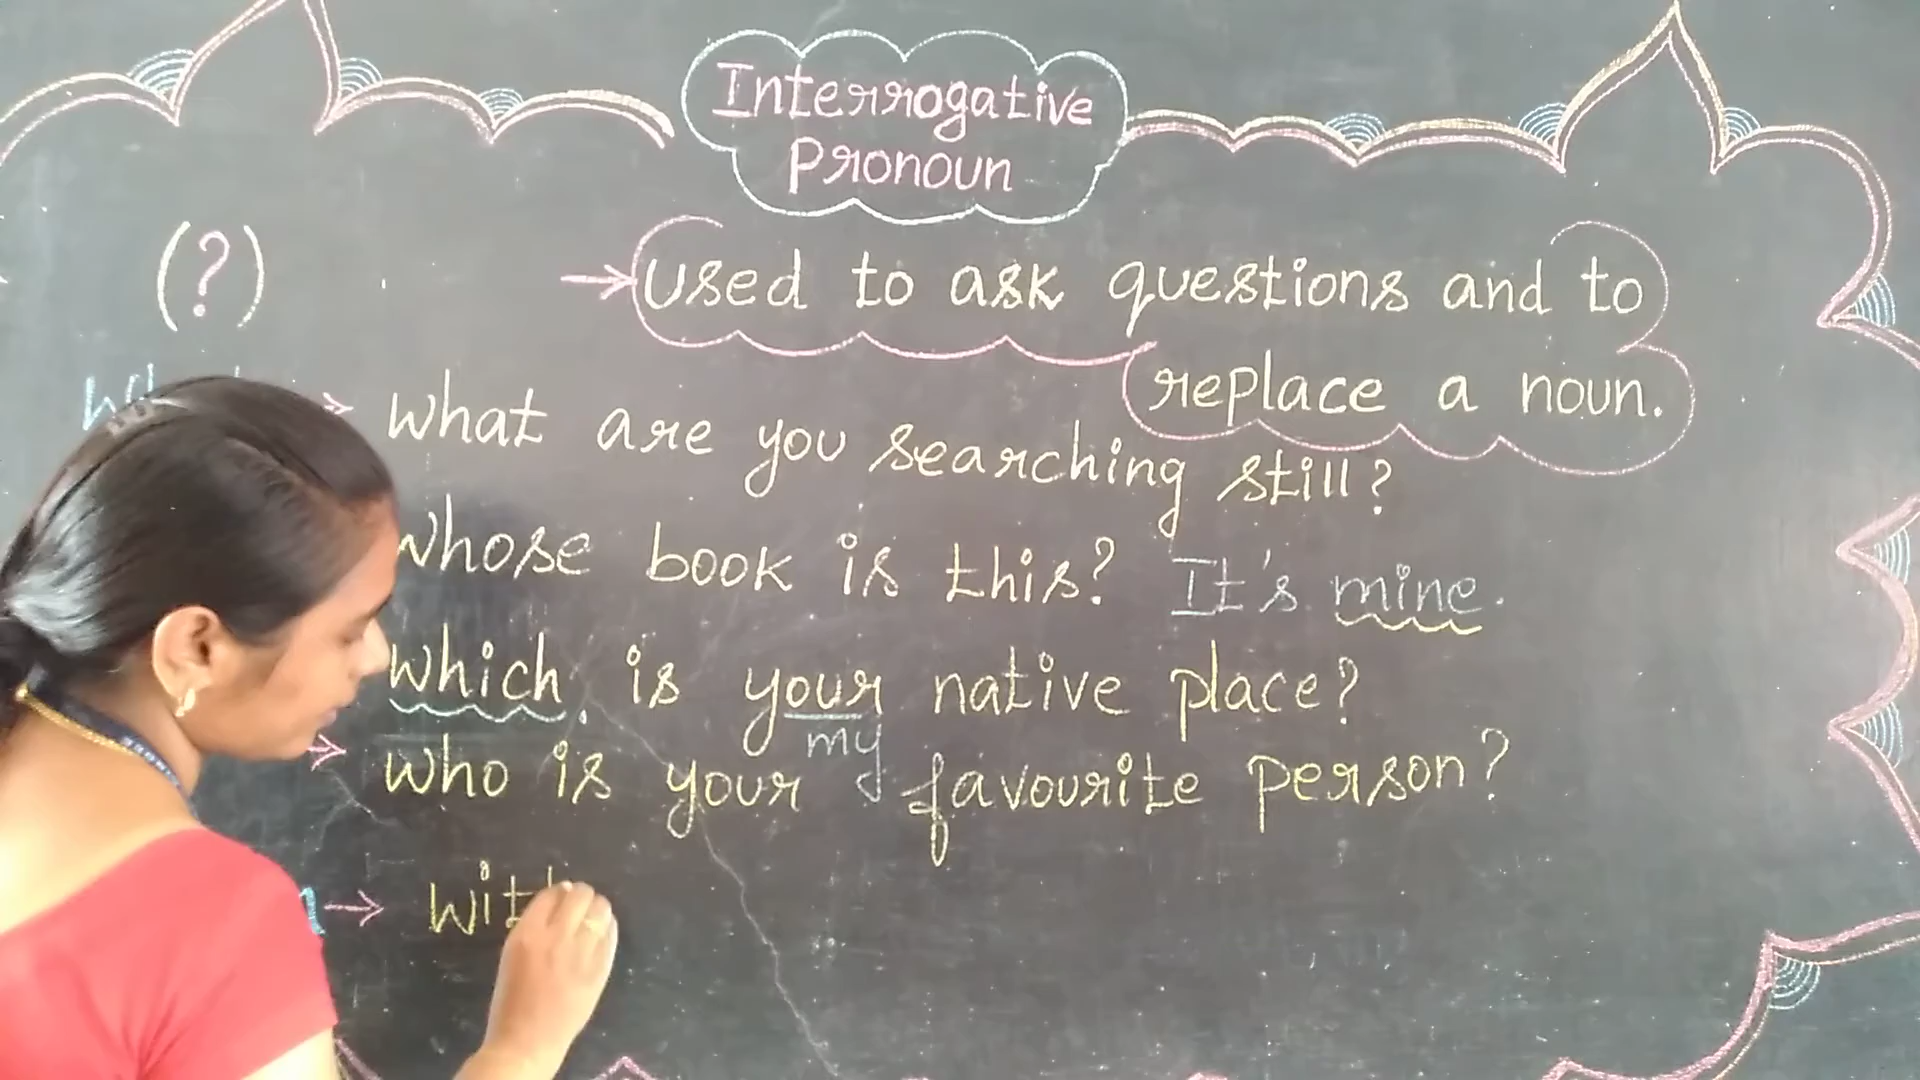 Interrogative
Pronoun
(?)
→ Used to ask questions and to
replace a noun.
→ What are you searching still?
Whose book is this? It's mine.
Which is your native place?
my
→ Who is your favourite person?
→ Wit